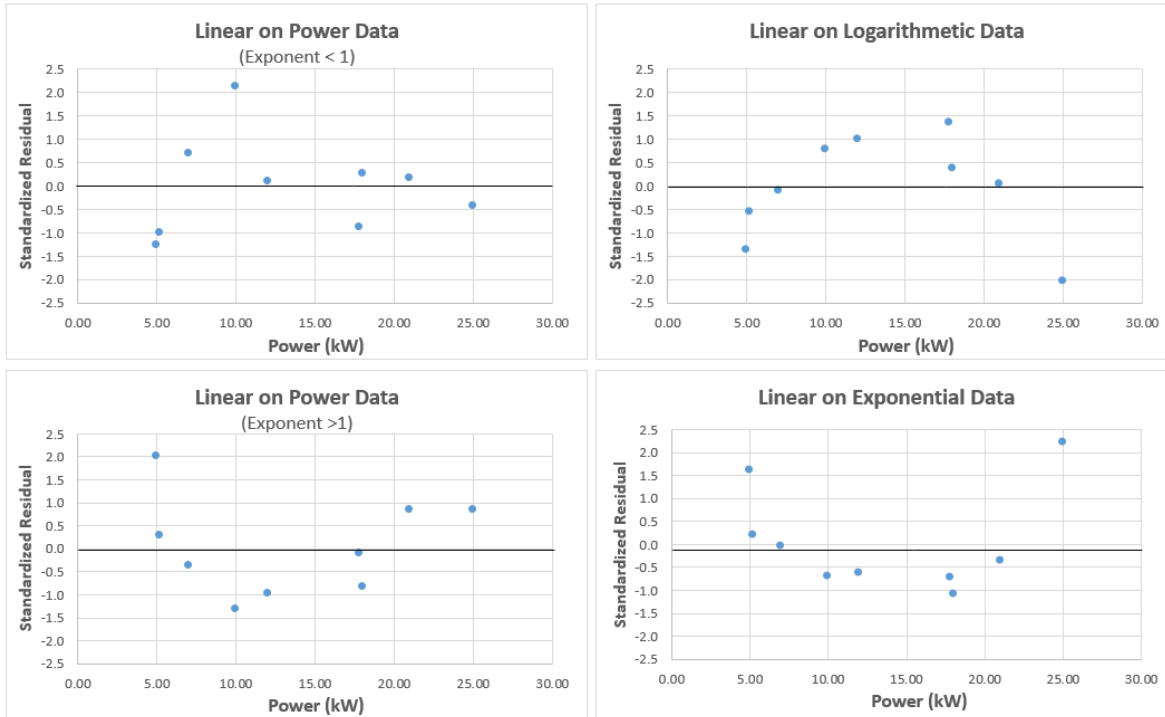 Linear on Power Data
(Exponent < 1)
Standardized Residual
2.5
2.0
1.5
1.0
0.5
0.0
-0.5
-1.0
-1.5
-2.0
-2.5
0.00 5.00 10.00 15.00 20.00 25.00 30.00
Power (kW)
Linear on Logarithmetic Data
Standardized Residual
2.5
2.0
1.5
1.0
0.5
0.0
-0.5
-1.0
-1.5
-2.0
-2.5
0.00 5.00 10.00 15.00 20.00 25.00 30.00
Power (kW)
Linear on Power Data
(Exponent >1)
Standardized Residual
2.5
2.0
1.5
1.0
0.5
0.0
-0.5
-1.0
-1.5
-2.0
-2.5
0.00 5.00 10.00 15.00 20.00 25.00 30.00
Power (kW)
Linear on Exponential Data
Standardized Residual
2.5
2.0
1.5
1.0
0.5
0.0
-0.5
-1.0
-1.5
-2.0
-2.5
0.00 5.00 10.00 15.00 20.00 25.00 30.00
Power (kW)